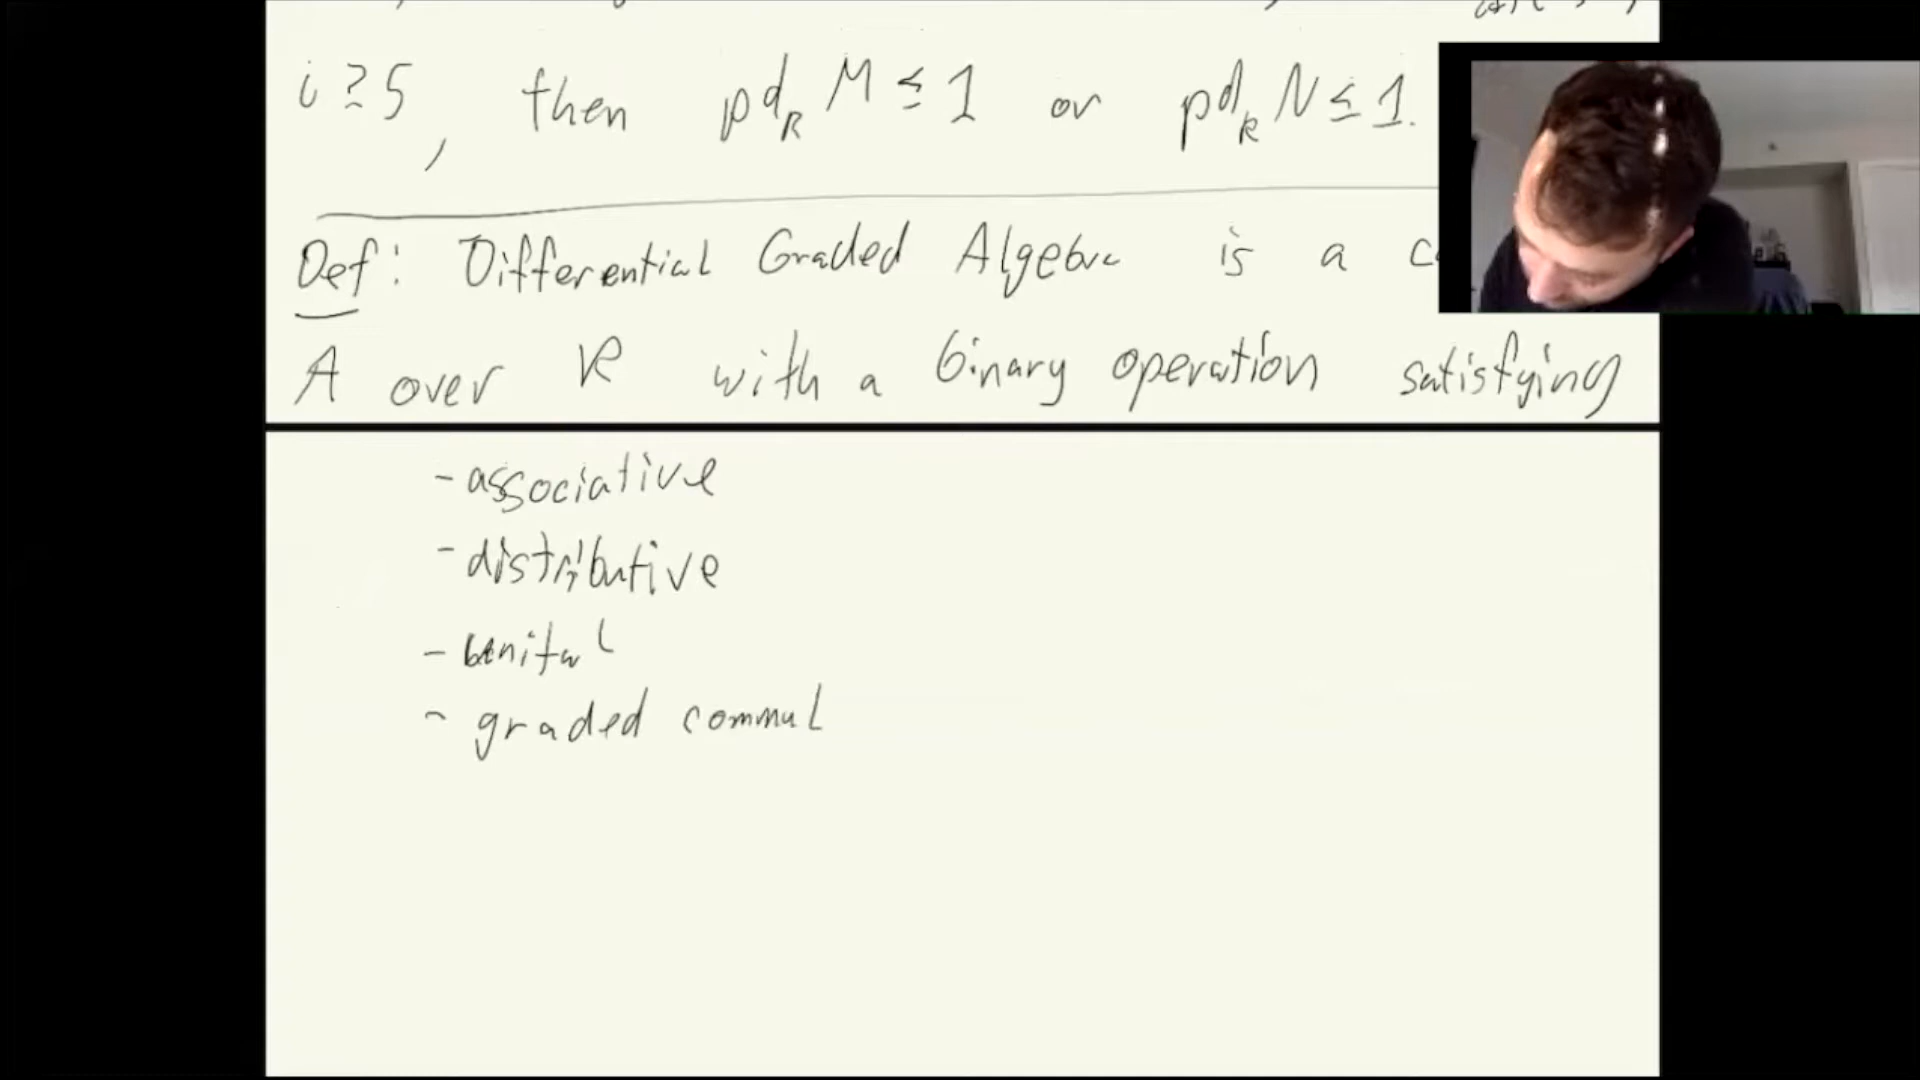 i ≥ 5, then pd_R M ≤ 1 or pd_R N ≤ 1.
Def: Differential Graded Algebra is a c
A over R with a binary operation satisfying
- associative
- distributive
- unital
- graded commut